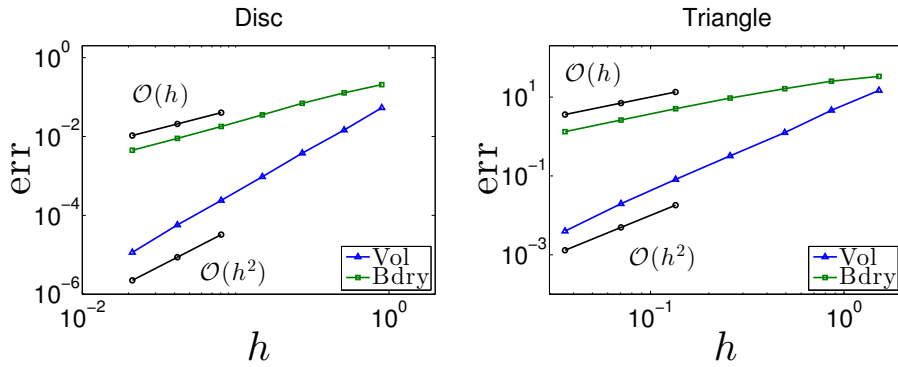 Disc
10^0
10^-2
10^-4
10^-6
err
O(h)
O(h^2)
Vol
Bdry
10^-2
10^0
h
Triangle
10^1
10^-1
10^-3
err
O(h)
O(h^2)
Vol
Bdry
10^-1
10^0
h